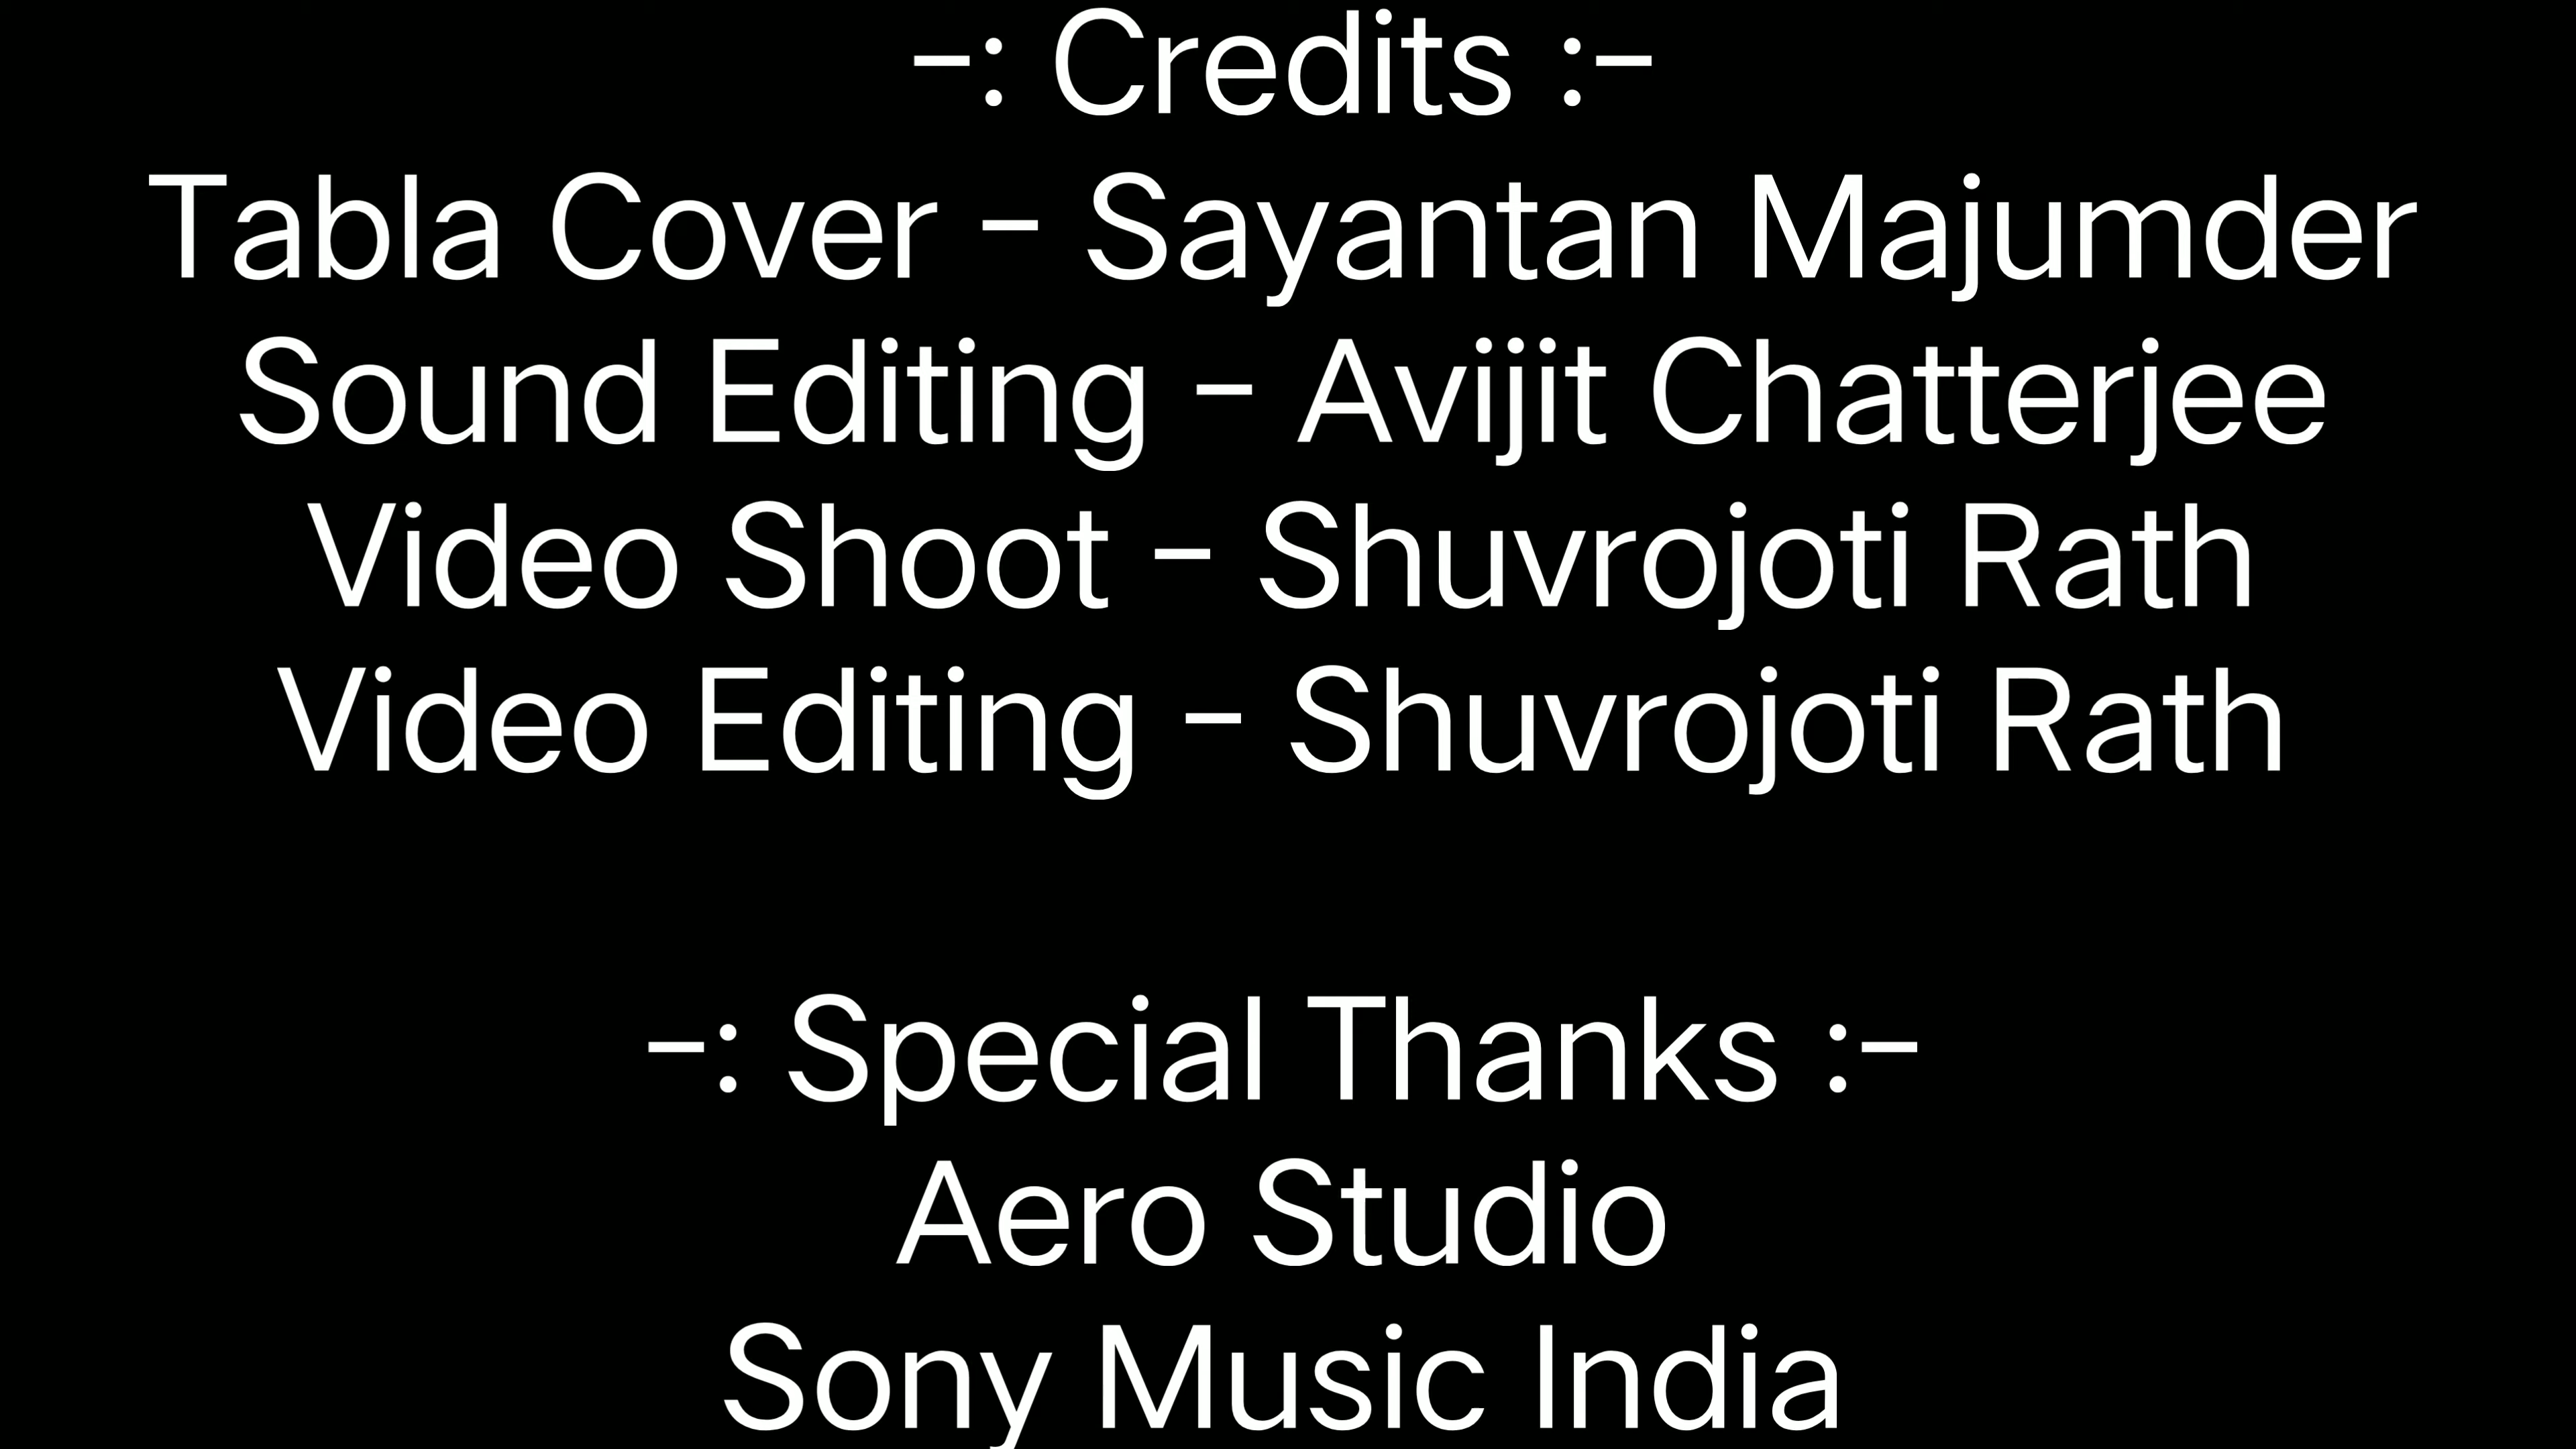 -: Credits :-
Tabla Cover - Sayantan Majumder
Sound Editing - Avijit Chatterjee
Video Shoot - Shuvrojoti Rath
Video Editing - Shuvrojoti Rath
-: Special Thanks :-
Aero Studio
Sony Music India